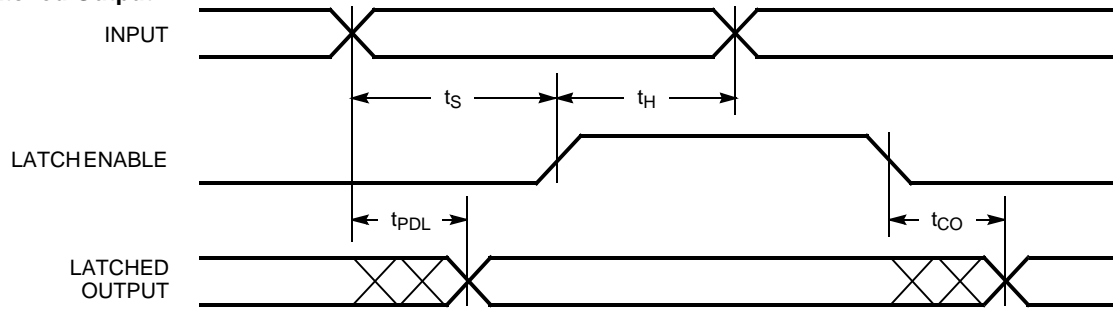 INPUT
tS
tH
LATCH ENABLE
tPDL
tCO
LATCHED
OUTPUT